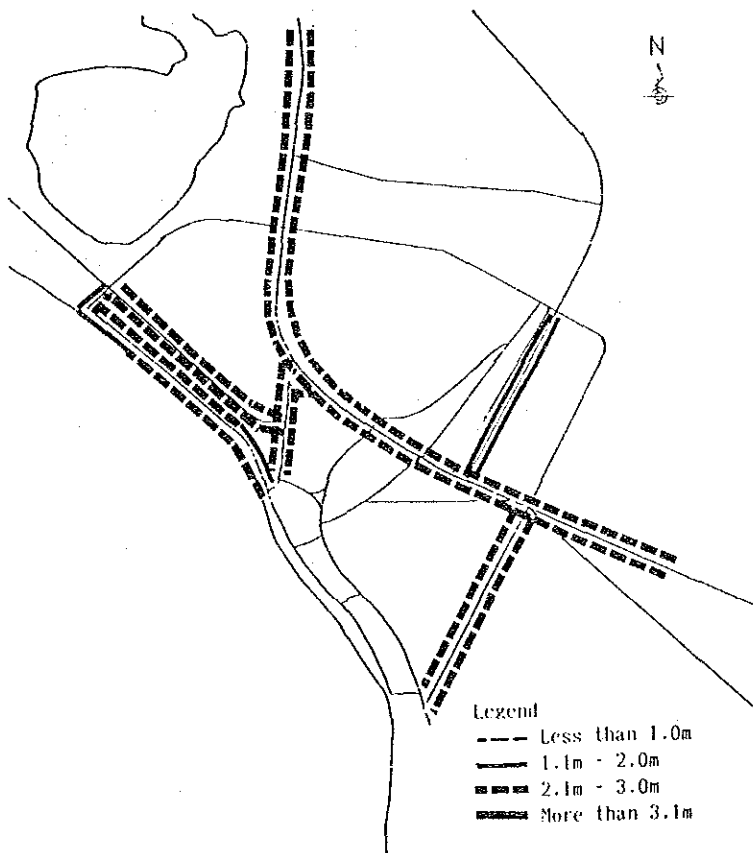 N
Legend
Less than 1.0m
1.1m - 2.0m
2.1m - 3.0m
More than 3.1m